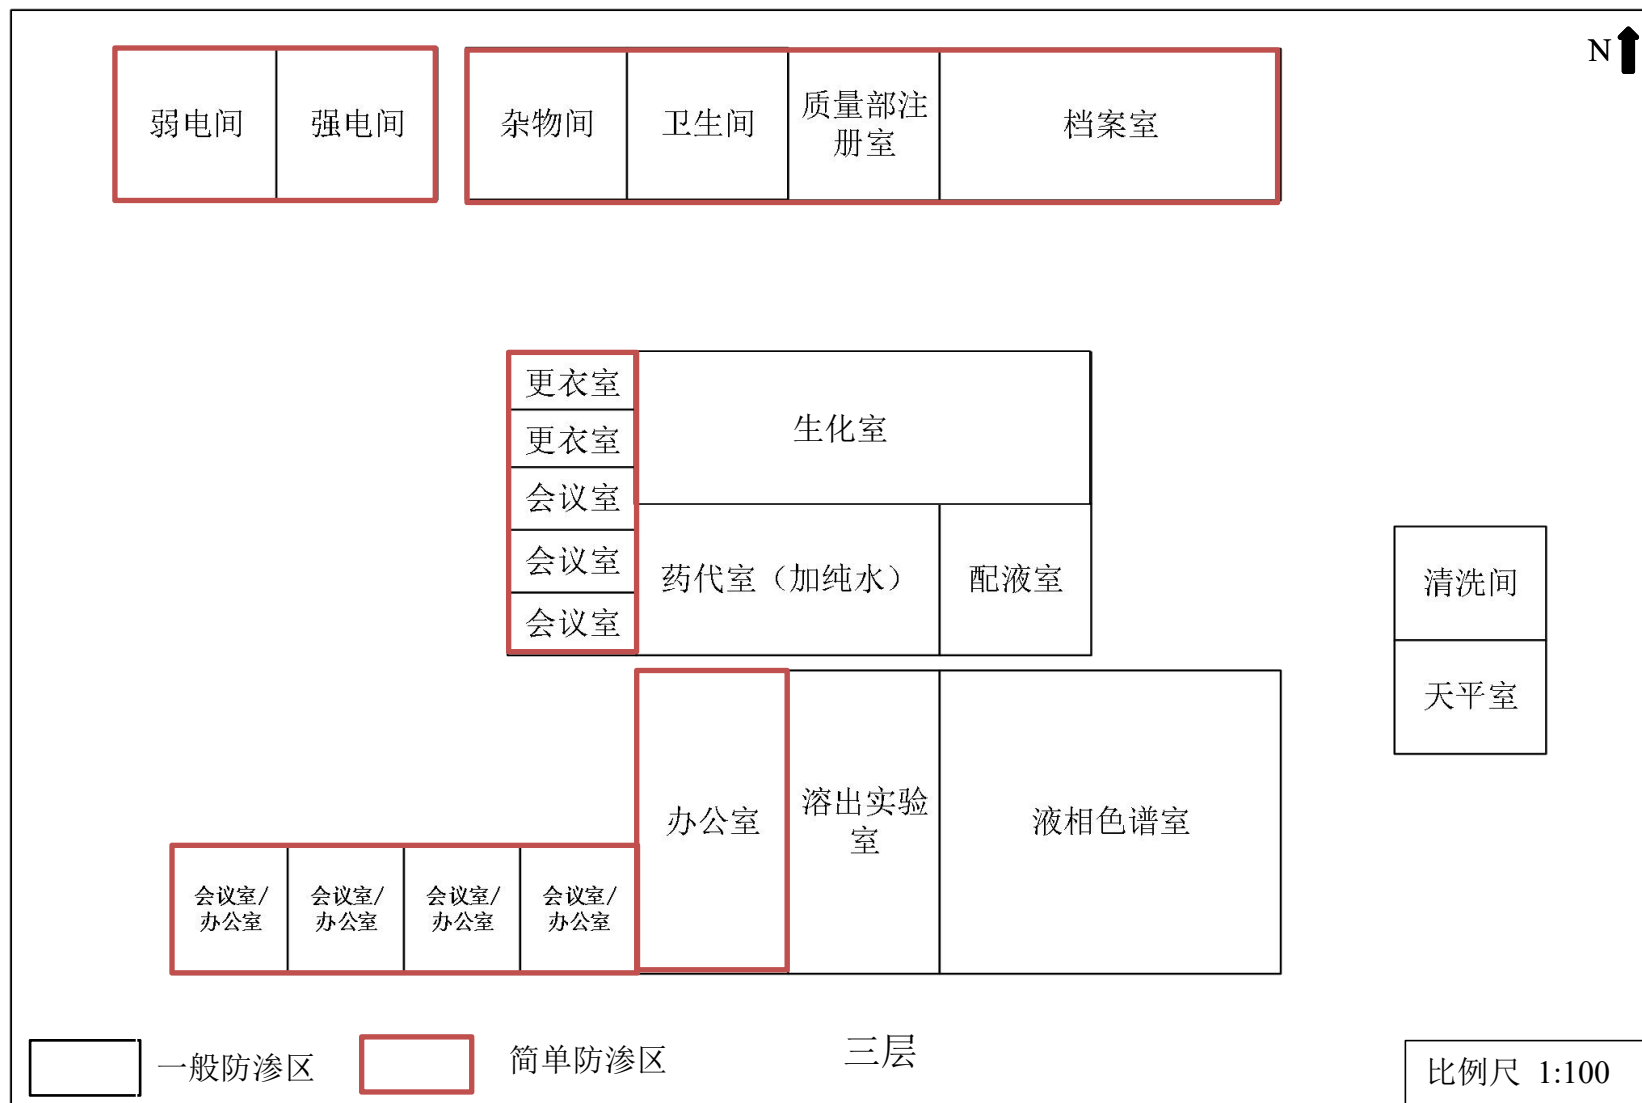 N
弱电间
强电间
杂物间
卫生间
质量部注
册室
档案室
更衣室
更衣室
会议室
会议室
会议室
生化室
药代室（加纯水）
配液室
清洗间
天平室
办公室
溶出实验
室
液相色谱室
会议室/
办公室
会议室/
办公室
会议室/
办公室
会议室/
办公室
一般防渗区
简单防渗区
三层
比例尺 1:100